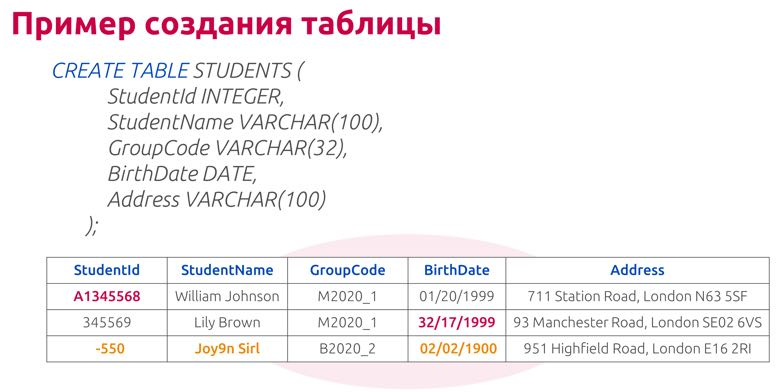 Пример создания таблицы
CREATE TABLE STUDENTS (
StudentId INTEGER,
StudentName VARCHAR(100),
GroupCode VARCHAR(32),
BirthDate DATE,
Address VARCHAR(100)
);
StudentId StudentName GroupCode BirthDate Address
A1345568 William Johnson M2020_1 01/20/1999 711 Station Road, London N63 5SF
345569 Lily Brown M2020_1 32/17/1999 93 Manchester Road, London SE02 6VS
-550 Joy9n Sirl B2020_2 02/02/1900 951 Highfield Road, London E16 2RI